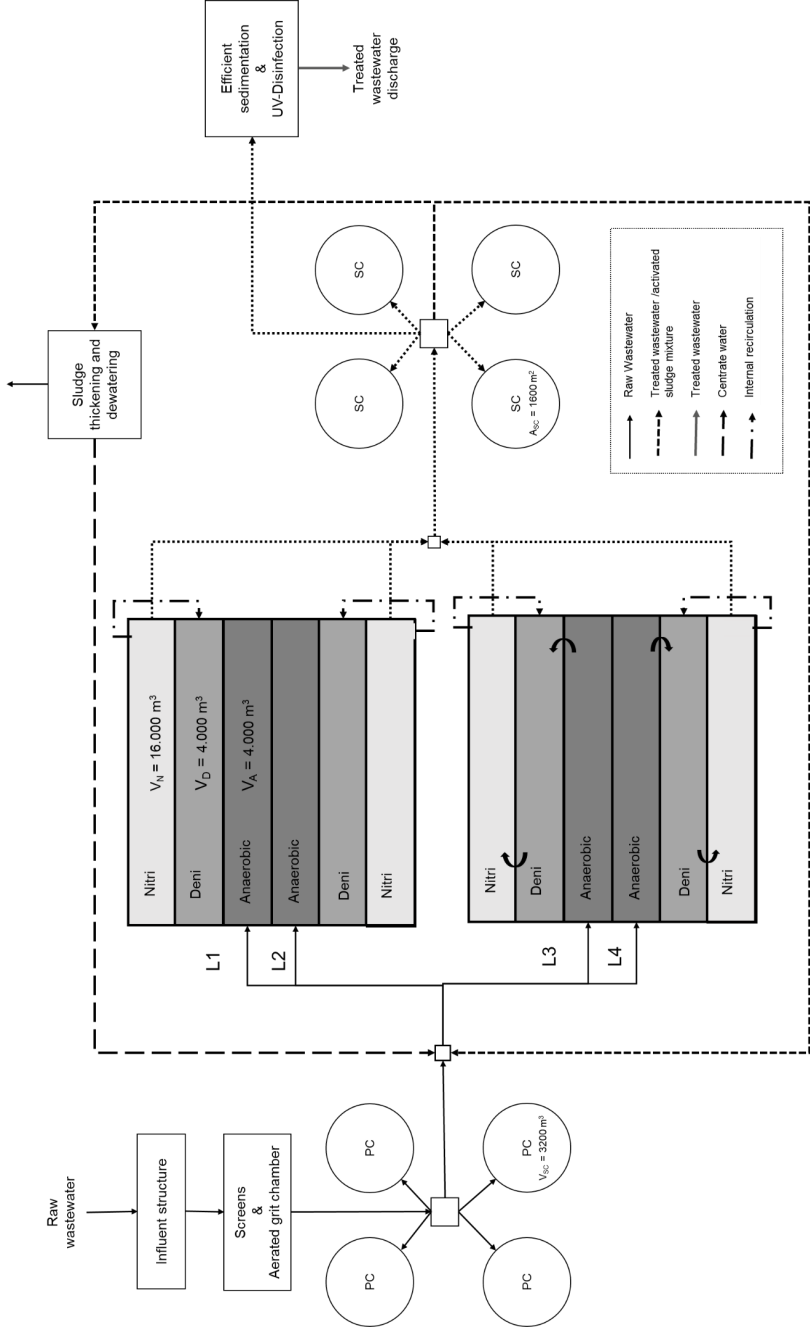 Raw
wastewater
Influent structure
Screens
&
Aerated grit chamber
PC
PC
PC
PC
V_SC = 3200 m³
L1
L2
L3
L4
Nitri
V_N = 16.000 m³
Deni
V_D = 4.000 m³
Anaerobic
V_A = 4.000 m³
Anaerobic
Deni
Nitri
Nitri
Deni
Anaerobic
Anaerobic
Deni
Nitri
Sludge
thickening and
dewatering
SC
SC
SC
A_SC = 1600 m²
SC
Efficient
sedimentation
&
UV-Disinfection
Treated
wastewater
discharge
Raw Wastewater
Treated wastewater /activated
sludge mixture
Treated wastewater
Centrate water
Internal recirculation